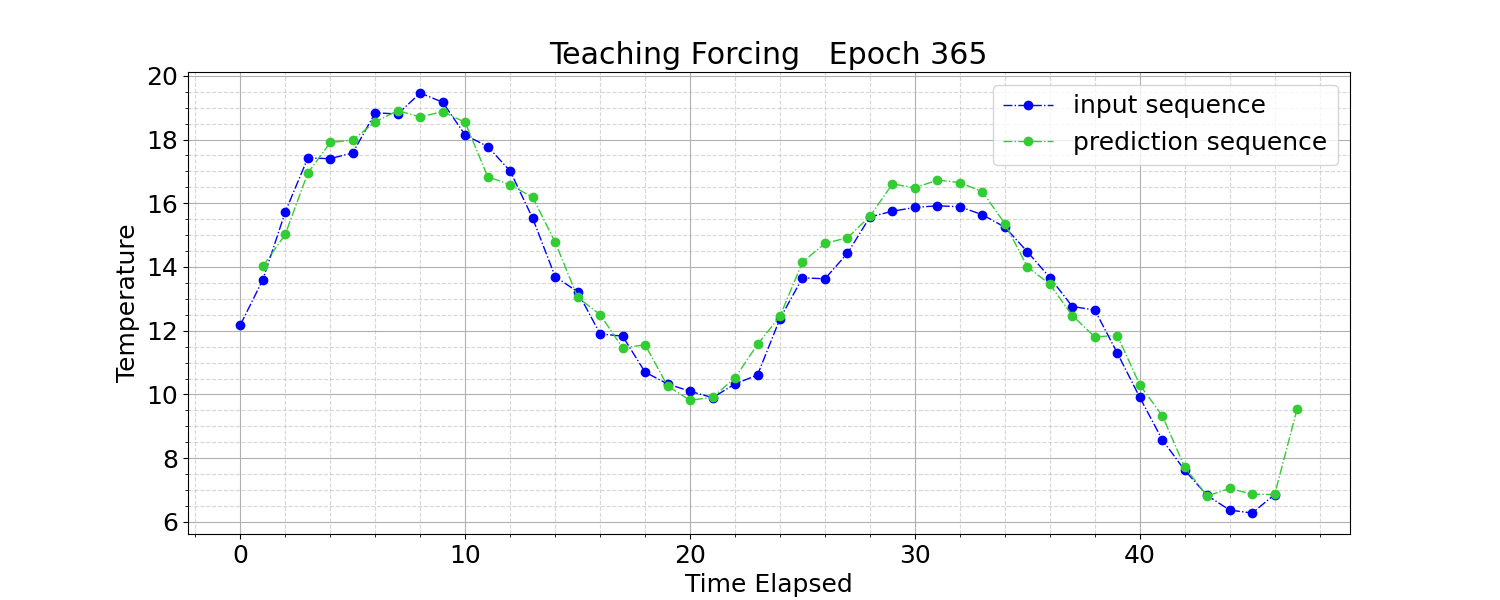 Teaching Forcing   Epoch 365
input sequence
prediction sequence
Temperature
20
18
16
14
12
10
8
6
0 10 20 30 40
Time Elapsed